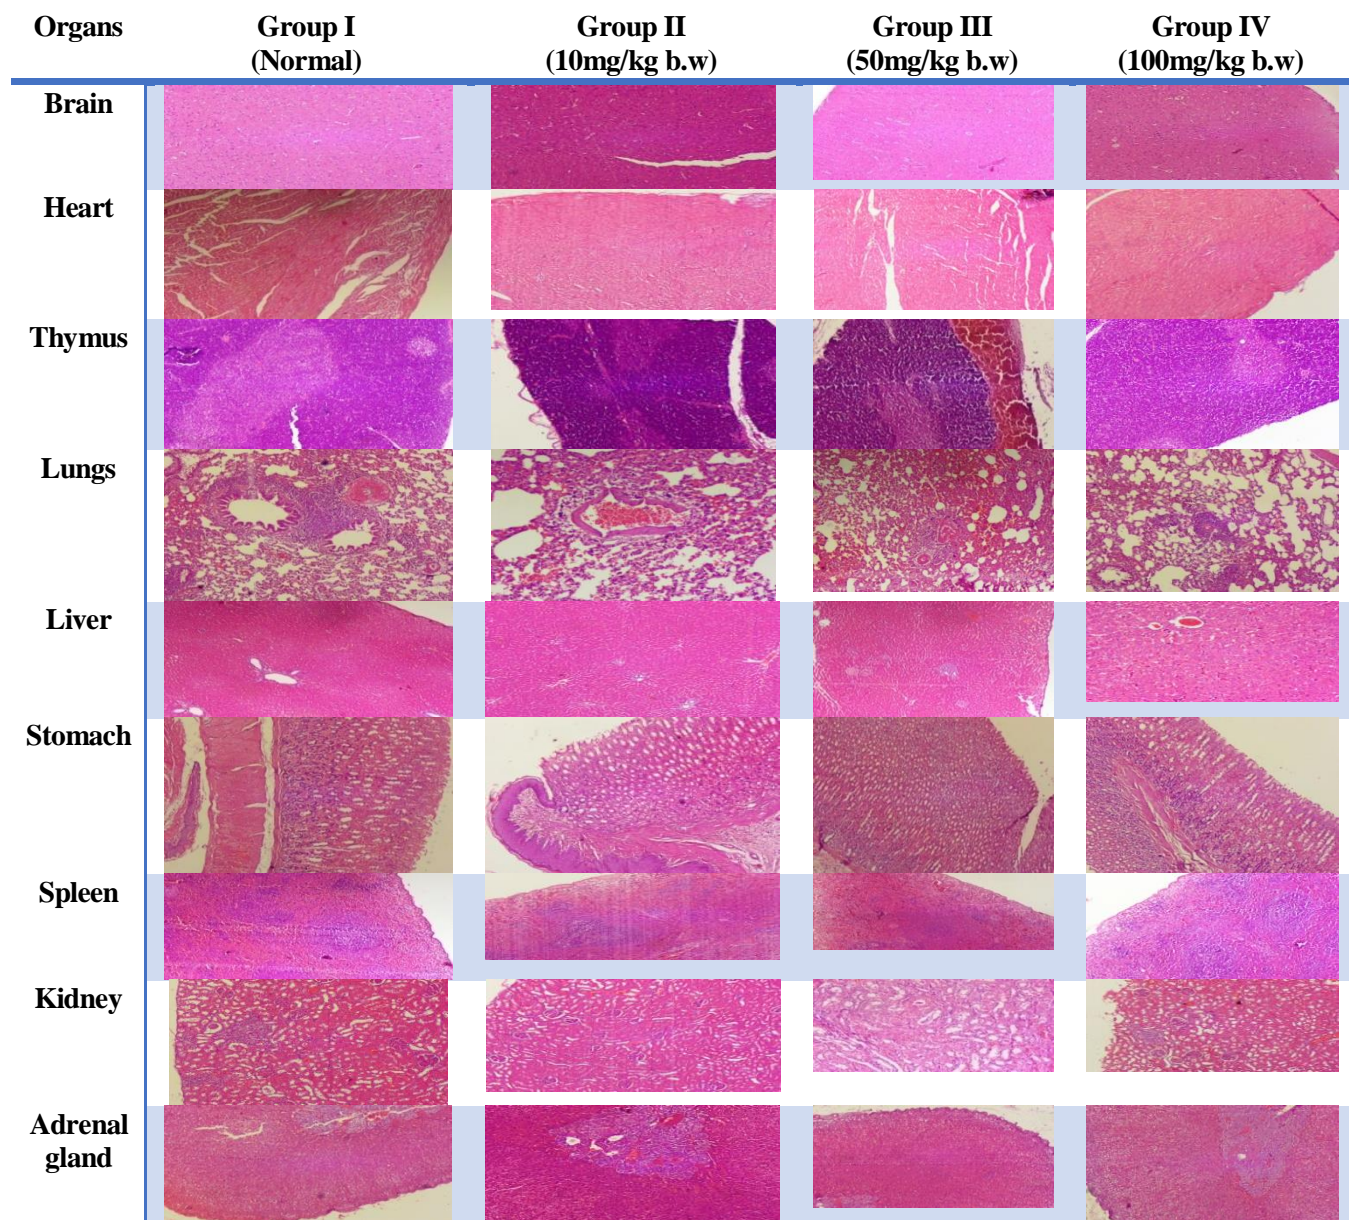 Organs Group I Group II Group III Group IV
(Normal) (10mg/kg b.w) (50mg/kg b.w) (100mg/kg b.w)
Brain
Heart
Thymus
Lungs
Liver
Stomach
Spleen
Kidney
Adrenal
gland